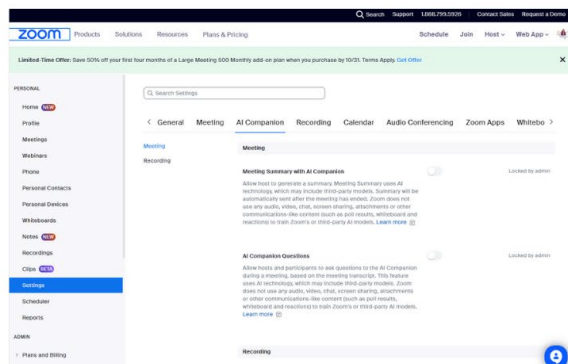 Search Support 1.888.799.5926 Contact Sales Request a Demo
zoom Products Solutions Resources Plans & Pricing Schedule Join Host Web App
Limited-Time Offer: Save 50% off your first four months of a Large Meeting 500 Monthly add-on plan when you purchase by 10/31. Terms Apply. Get Offer
PERSONAL
Home NEW
Profile
Meetings
Webinars
Phone
Personal Contacts
Personal Devices
Whiteboards
Notes NEW
Recordings
Clips BETA
Settings
Scheduler
Reports
ADMIN
Plans and Billing
Search Settings
General Meeting AI Companion Recording Calendar Audio Conferencing Zoom Apps Whitebo
Meeting
Recording
Meeting
Meeting Summary with AI Companion Locked by admin
Allow host to generate a summary. Meeting Summary uses AI
technology, which may include third-party models. Summary will be
automatically sent after the meeting has ended. Zoom does not
use any audio, video, chat, screen sharing, attachments or other
communications-like content (such as poll results, whiteboard and
reactions) to train Zoom's or third-party AI models. Learn more
AI Companion Questions Locked by admin
Allow hosts and participants to ask questions to the AI Companion
during a meeting, based on the meeting transcript. This feature
uses AI technology, which may include third-party models. Zoom
does not use any audio, video, chat, screen sharing, attachments
or other communications-like content (such as poll results,
whiteboard and reactions) to train Zoom's or third-party AI models.
Learn more
Recording